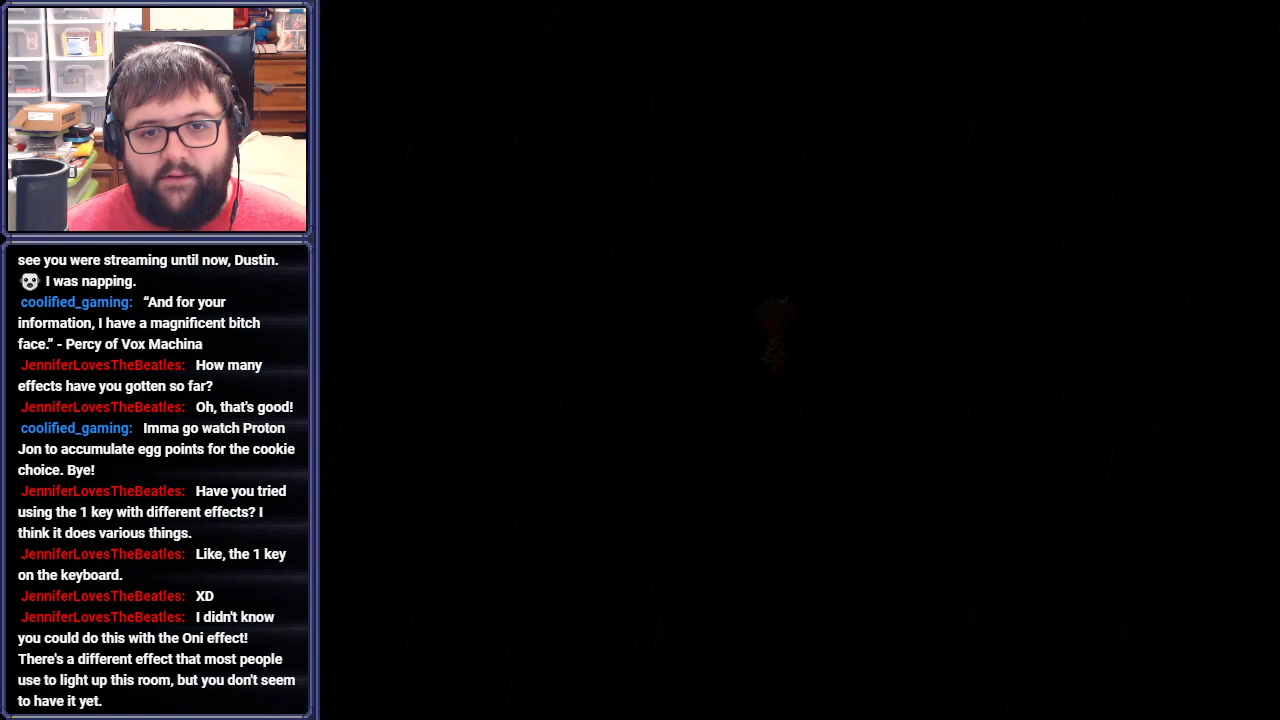 see you were streaming until now, Dustin.
I was napping.
coolified_gaming: “And for your
information, I have a magnificent bitch
face.” - Percy of Vox Machina
JenniferLovesTheBeatles: How many
effects have you gotten so far?
JenniferLovesTheBeatles: Oh, that's good!
coolified_gaming: Imma go watch Proton
Jon to accumulate egg points for the cookie
choice. Bye!
JenniferLovesTheBeatles: Have you tried
using the 1 key with different effects? I
think it does various things.
JenniferLovesTheBeatles: Like, the 1 key
on the keyboard.
JenniferLovesTheBeatles: XD
JenniferLovesTheBeatles: I didn't know
you could do this with the Oni effect!
There's a different effect that most people
use to light up this room, but you don't seem
to have it yet.